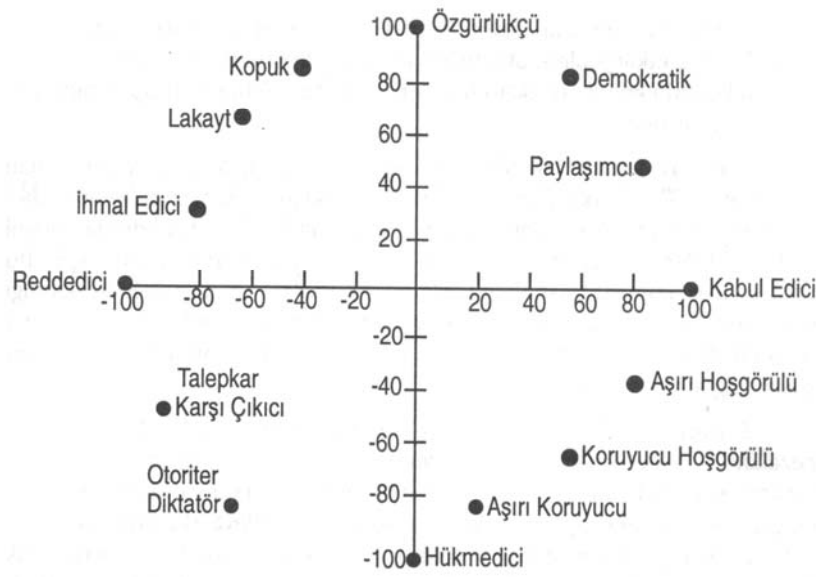 100 Özgürlükçü
Kopuk
80
Demokratik
Lakayt
60
Paylaşımcı
40
İhmal Edici
20
Reddedici
Kabul Edici
-100 -80 -60 -40 -20 20 40 60 80 100
-20
Talepkar
-40
Aşırı Hoşgörülü
Karşı Çıkıcı
-60
Koruyucu Hoşgörülü
Otoriter
Diktatör
-80
Aşırı Koruyucu
-100 Hükmedici